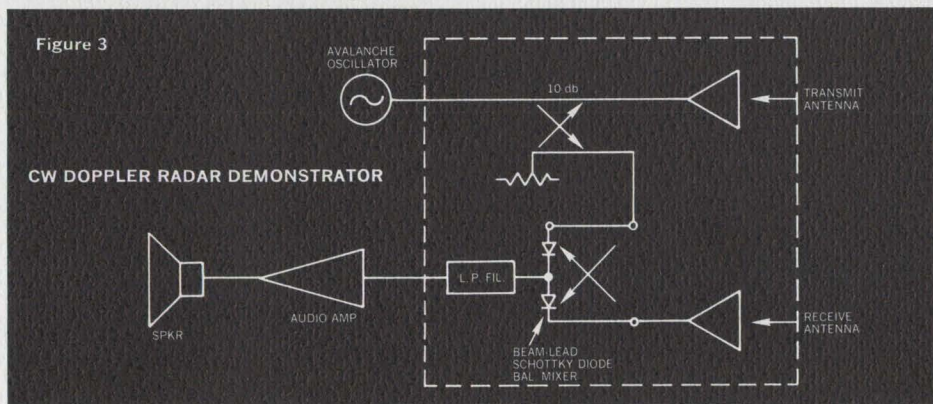 Figure 3
AVALANCHE
OSCILLATOR
10 db
TRANSMIT
ANTENNA
CW DOPPLER RADAR DEMONSTRATOR
L. P. FIL.
SPKR
AUDIO AMP
BEAM-LEAD
SCHOTTKY DIODE
BAL MIXER
RECEIVE
ANTENNA